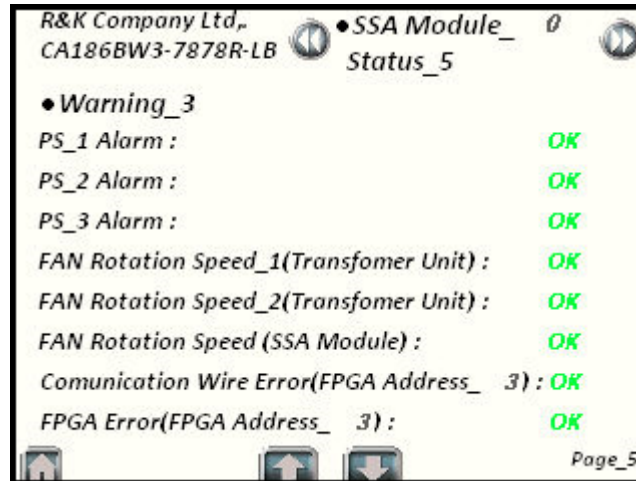 R&K Company Ltd,.
CA186BW3-7878R-LB
●SSA Module_ 0
Status_5
●Warning_3
PS_1 Alarm : OK
PS_2 Alarm : OK
PS_3 Alarm : OK
FAN Rotation Speed_1(Transfomer Unit) : OK
FAN Rotation Speed_2(Transfomer Unit) : OK
FAN Rotation Speed (SSA Module) : OK
Comunication Wire Error(FPGA Address_ 3) : OK
FPGA Error(FPGA Address_ 3) : OK
Page_5